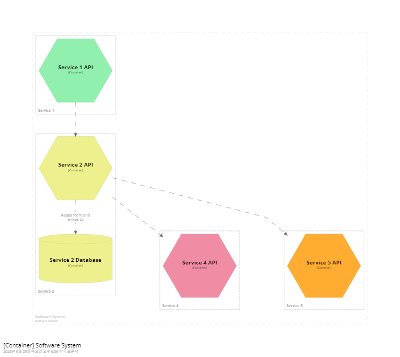 Service 1 API
[Container]
Service 1
Service 2 API
[Container]
Reads from and
writes to
Service 2 Database
[Container]
Service 2
Service 4 API
[Container]
Service 4
Service 5 API
[Container]
Service 5
Software System
[Software System]
[Container] Software System